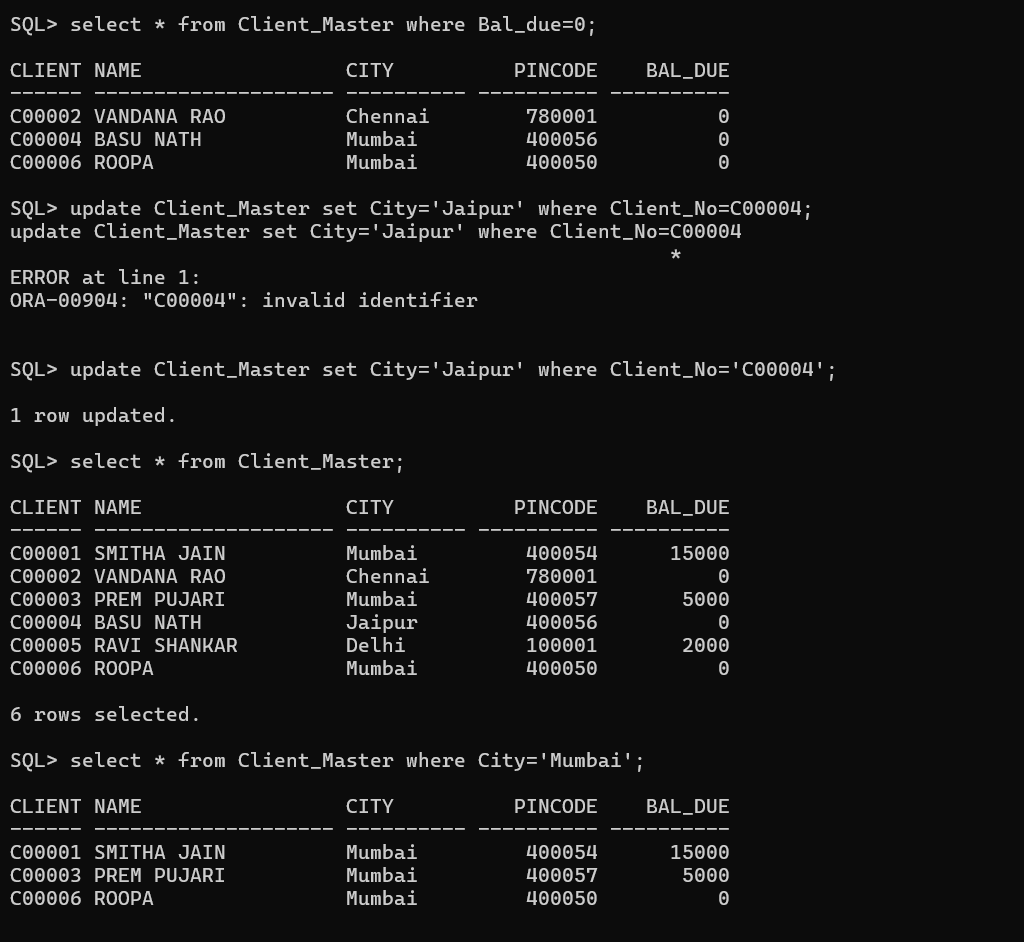 SQL> select * from Client_Master where Bal_due=0;
CLIENT NAME                 CITY          PINCODE    BAL_DUE
------ -------------------- ---------- ---------- ----------
C00002 VANDANA RAO          Chennai        780001          0
C00004 BASU NATH            Mumbai         400056          0
C00006 ROOPA                Mumbai         400050          0
SQL> update Client_Master set City='Jaipur' where Client_No=C00004;
update Client_Master set City='Jaipur' where Client_No=C00004
                                                       *
ERROR at line 1:
ORA-00904: "C00004": invalid identifier
SQL> update Client_Master set City='Jaipur' where Client_No='C00004';
1 row updated.
SQL> select * from Client_Master;
CLIENT NAME                 CITY          PINCODE    BAL_DUE
------ -------------------- ---------- ---------- ----------
C00001 SMITHA JAIN          Mumbai         400054      15000
C00002 VANDANA RAO          Chennai        780001          0
C00003 PREM PUJARI          Mumbai         400057       5000
C00004 BASU NATH            Jaipur         400056          0
C00005 RAVI SHANKAR         Delhi          100001       2000
C00006 ROOPA                Mumbai         400050          0
6 rows selected.
SQL> select * from Client_Master where City='Mumbai';
CLIENT NAME                 CITY          PINCODE    BAL_DUE
------ -------------------- ---------- ---------- ----------
C00001 SMITHA JAIN          Mumbai         400054      15000
C00003 PREM PUJARI          Mumbai         400057       5000
C00006 ROOPA                Mumbai         400050          0